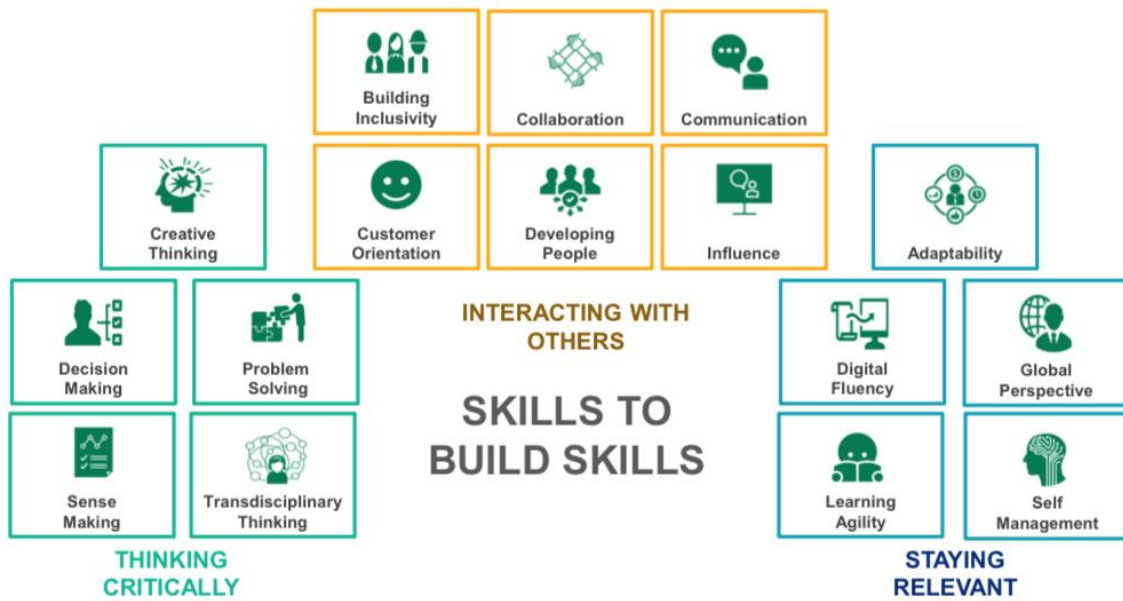 Building
Inclusivity
Collaboration
Communication
Creative
Thinking
Customer
Orientation
Developing
People
Influence
Adaptability
Decision
Making
Problem
Solving
INTERACTING WITH
OTHERS
Digital
Fluency
Global
Perspective
SKILLS TO
BUILD SKILLS
Sense
Making
Transdisciplinary
Thinking
Learning
Agility
Self
Management
THINKING
CRITICALLY
STAYING
RELEVANT